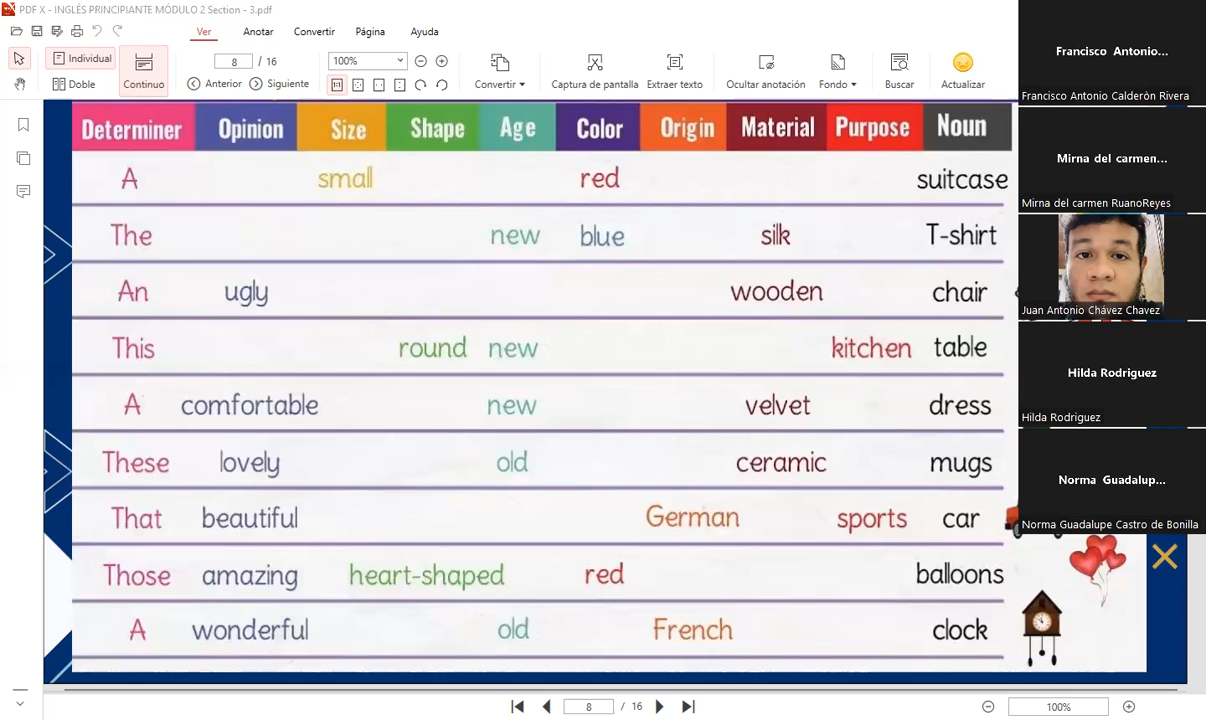 PDF X - INGLÉS PRINCIPIANTE MÓDULO 2 Section - 3.pdf
Ver Anotar Convertir Página Ayuda
Individual
Doble
Continuo
8 / 16
Anterior Siguiente
100%
Convertir
Captura de pantalla
Extraer texto
Ocultar anotación
Fondo
Buscar
Actualizar
Determiner Opinion Size Shape Age Color Origin Material Purpose Noun
A small red suitcase
The new blue silk T-shirt
An ugly wooden chair
This round new kitchen table
A comfortable new velvet dress
These lovely old ceramic mugs
That beautiful German sports car
Those amazing heart-shaped red balloons
A wonderful old French clock
Francisco Antonio...
Francisco Antonio Calderòn Rivera
Mirna del carmen...
Mirna del carmen RuanoReyes
Juan Antonio Chávez Chavez
Hilda Rodriguez
Hilda Rodriguez
Norma Guadalup...
Norma Guadalupe Castro de Bonilla
8 / 16
100%